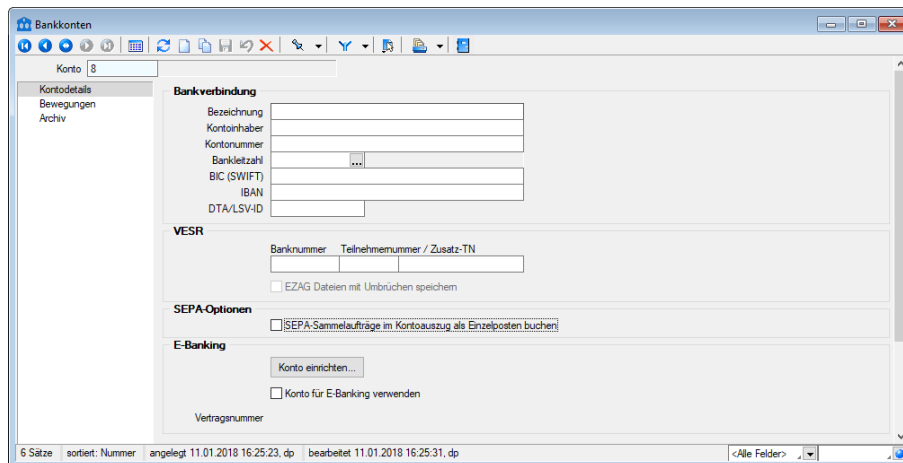 Bankkonten
Konto 8
Kontodetails
Bewegungen
Archiv
Bankverbindung
Bezeichnung
Kontoinhaber
Kontonummer
Bankleitzahl ...
BIC (SWIFT)
IBAN
DTA/LSV-ID
VESR
Banknummer Teilnehmernummer / Zusatz-TN
EZAG Dateien mit Umbrüchen speichern
SEPA-Optionen
SEPA-Sammelaufträge im Kontoauszug als Einzelposten buchen
E-Banking
Konto einrichten...
Konto für E-Banking verwenden
Vertragsnummer
6 Sätze sortiert: Nummer angelegt 11.01.2018 16:25:23, dp bearbeitet 11.01.2018 16:25:31, dp <Alle Felder>